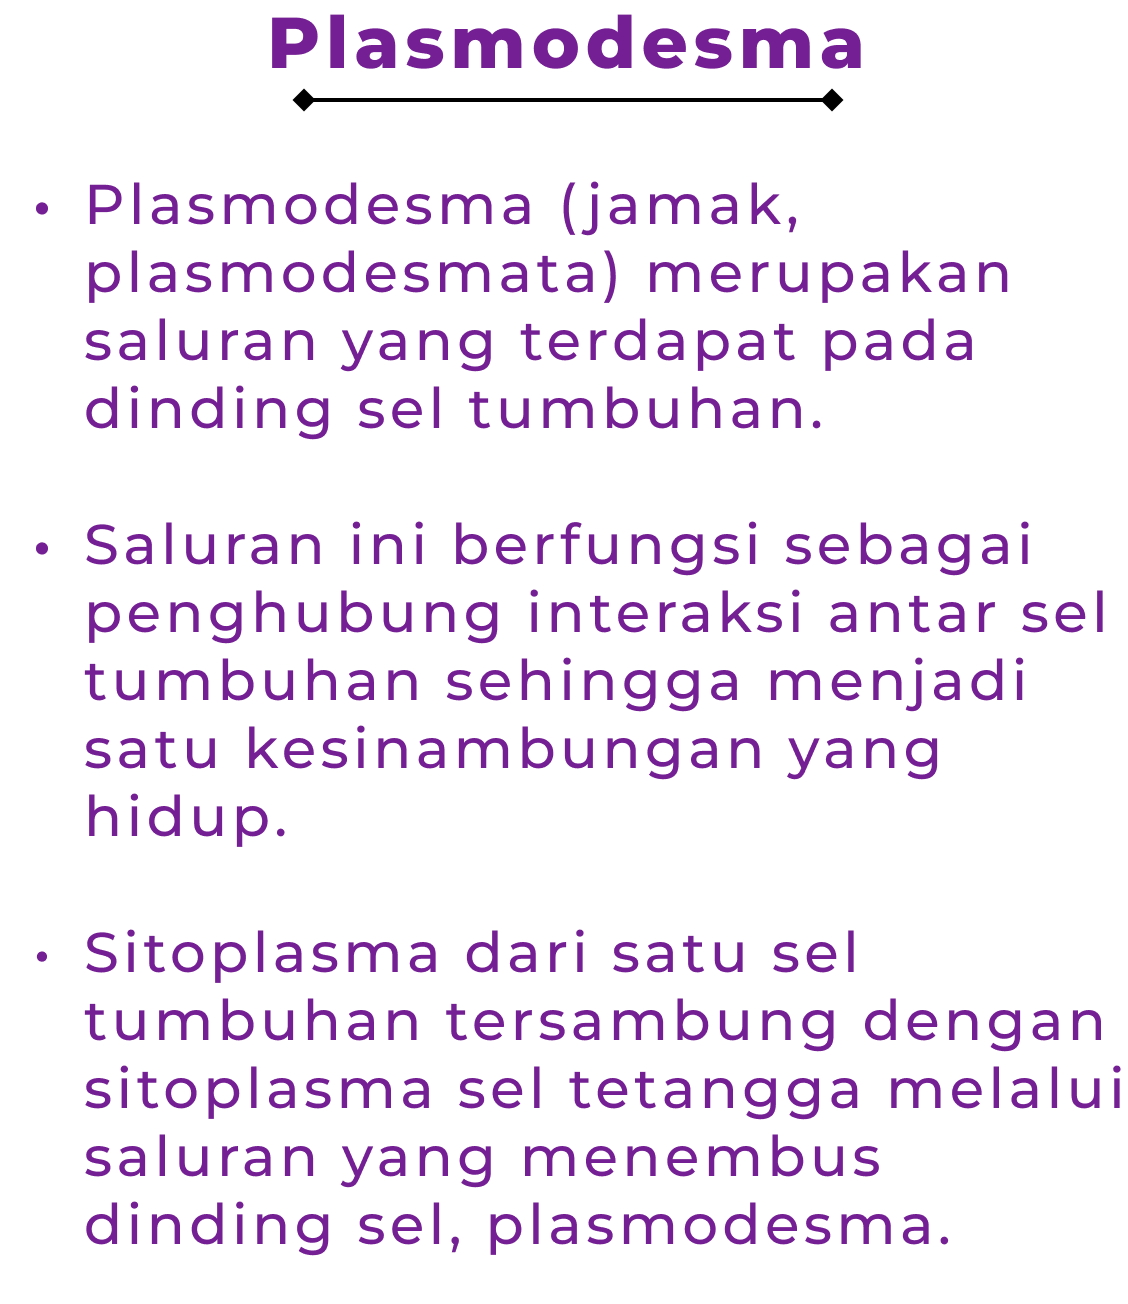 Plasmodesma
• Plasmodesma (jamak,
plasmodesmata) merupakan
saluran yang terdapat pada
dinding sel tumbuhan.
• Saluran ini berfungsi sebagai
penghubung interaksi antar sel
tumbuhan sehingga menjadi
satu kesinambungan yang
hidup.
• Sitoplasma dari satu sel
tumbuhan tersambung dengan
sitoplasma sel tetangga melalui
saluran yang menembus
dinding sel, plasmodesma.